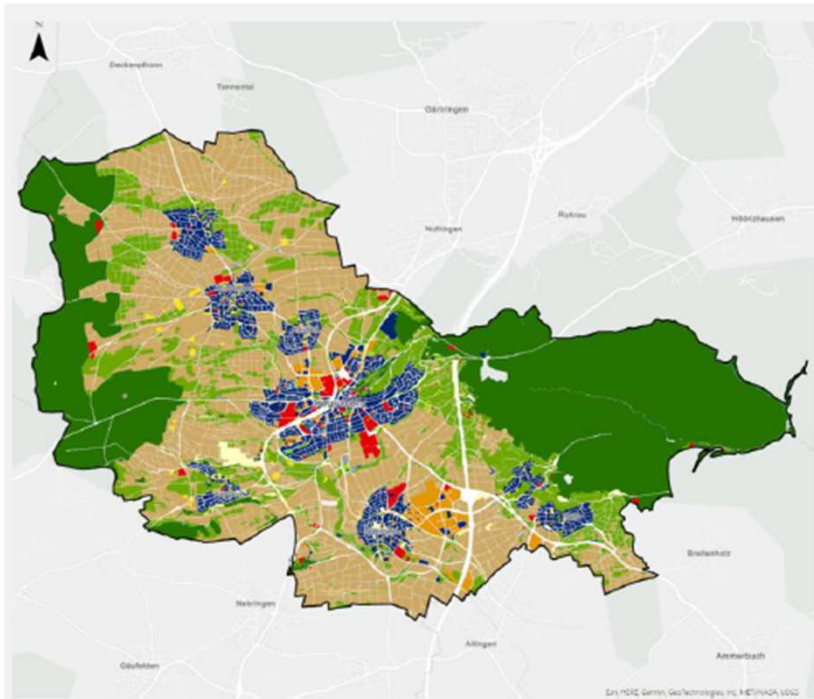 N
Deckenpfronn
Tennental
Gärtringen
Nufringen
Rohrau
Hildrizhausen
Breitenholz
Nebringen
Altingen
Gäufelden
Ammerbuch
Esri, HERE, Garmin, GeoTechnologies, Inc, METI/NASA, USGS